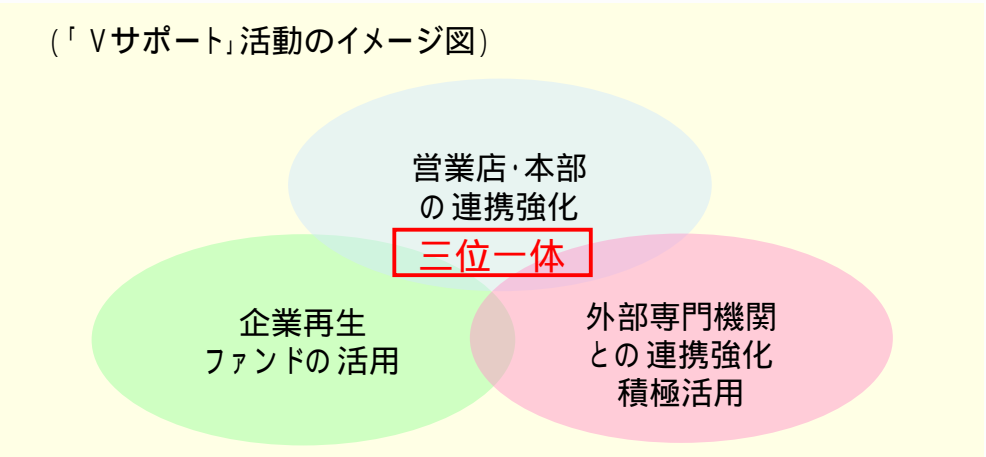 (「Vサポート」活動のイメージ図)
営業店・本部
の連携強化
三位一体
企業再生
ファンドの活用
外部専門機関
との連携強化
積極活用